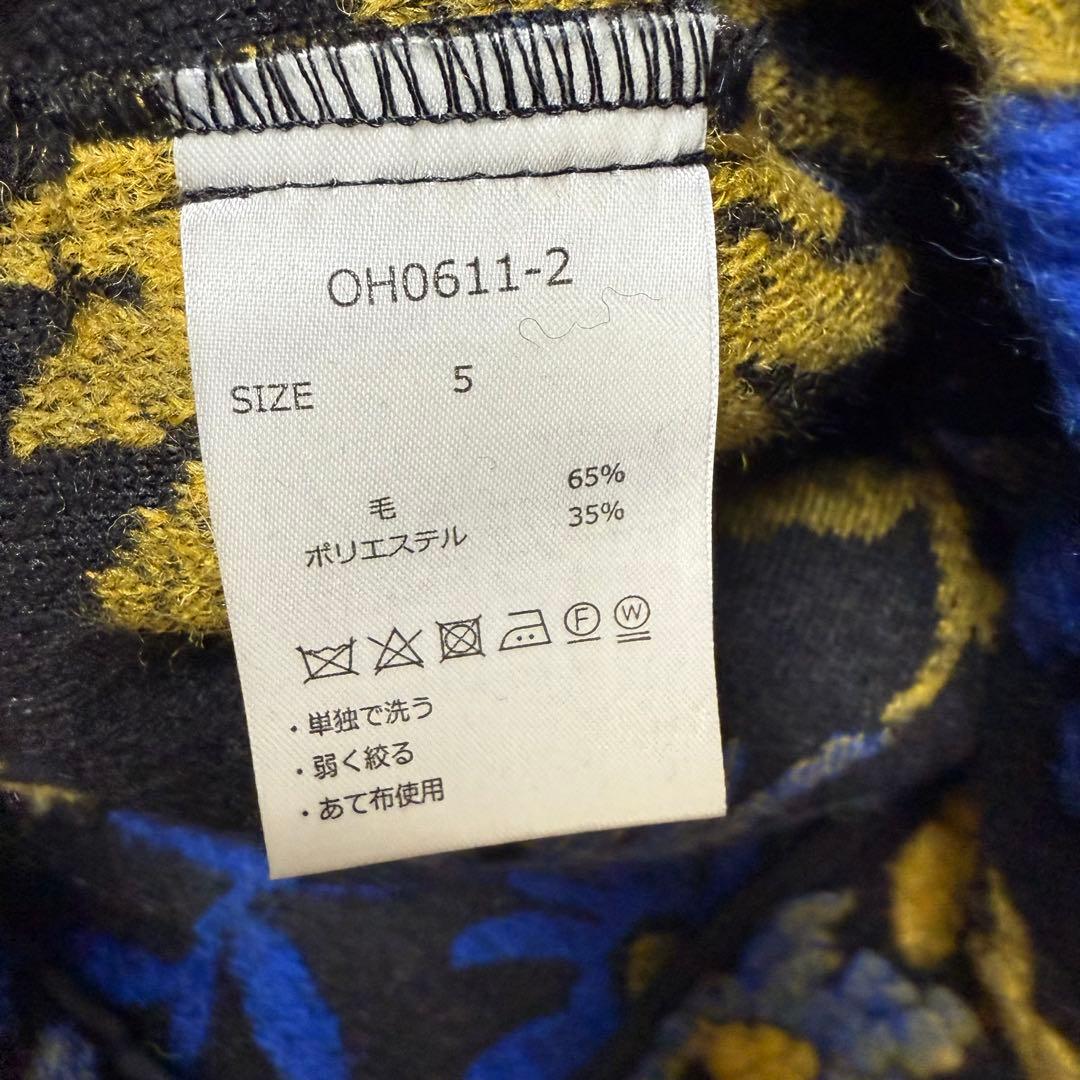 OH0611-2
SIZE 5
毛 65%
ポリエステル 35%
F W
・単独で洗う
・弱く絞る
・あて布使用